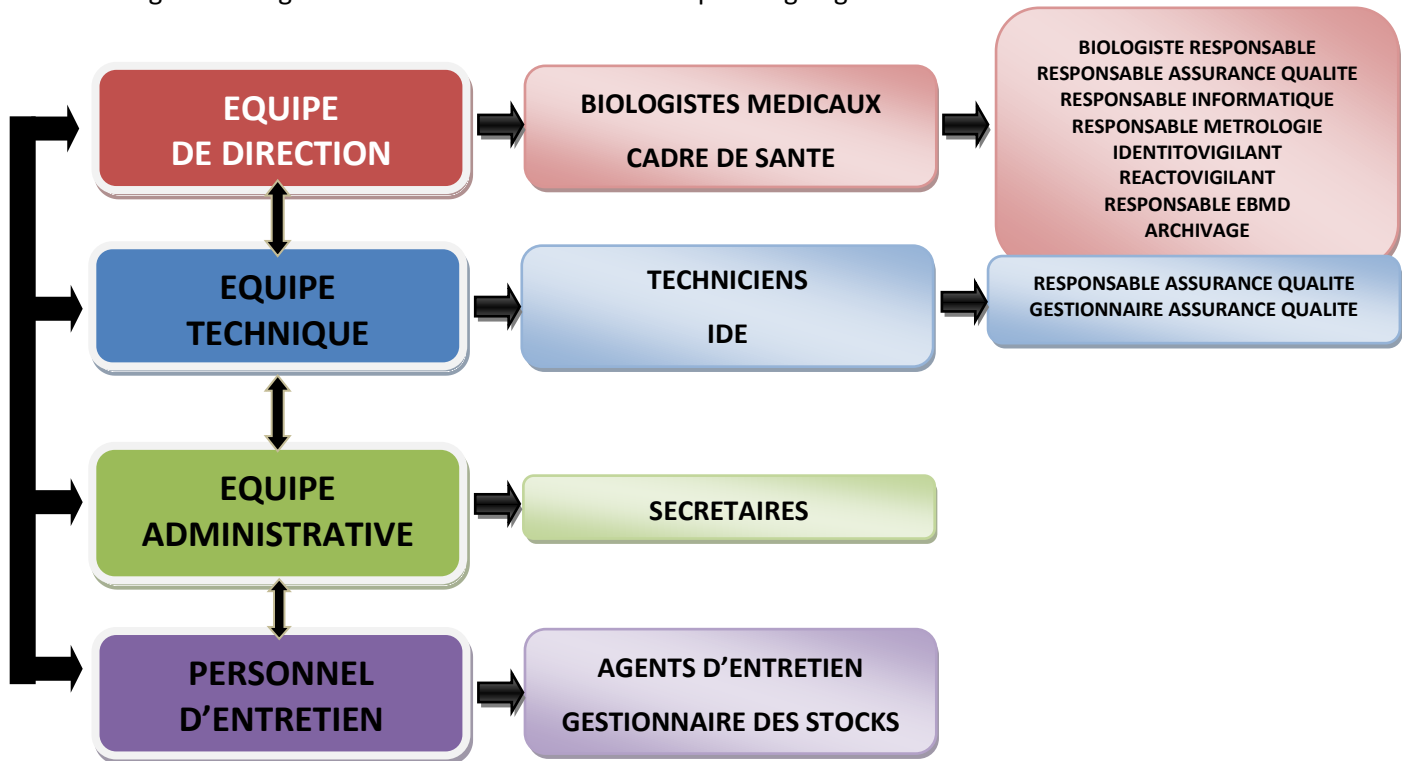 EQUIPE
DE DIRECTION
BIOLOGISTES MEDICAUX
CADRE DE SANTE
BIOLOGISTE RESPONSABLE
RESPONSABLE ASSURANCE QUALITE
RESPONSABLE INFORMATIQUE
RESPONSABLE METROLOGIE
IDENTITOVIGILANT
REACTOVIGILANT
RESPONSABLE EBMD
ARCHIVAGE
EQUIPE
TECHNIQUE
TECHNICIENS
IDE
RESPONSABLE ASSURANCE QUALITE
GESTIONNAIRE ASSURANCE QUALITE
EQUIPE
ADMINISTRATIVE
SECRETAIRES
PERSONNEL
D'ENTRETIEN
AGENTS D'ENTRETIEN
GESTIONNAIRE DES STOCKS